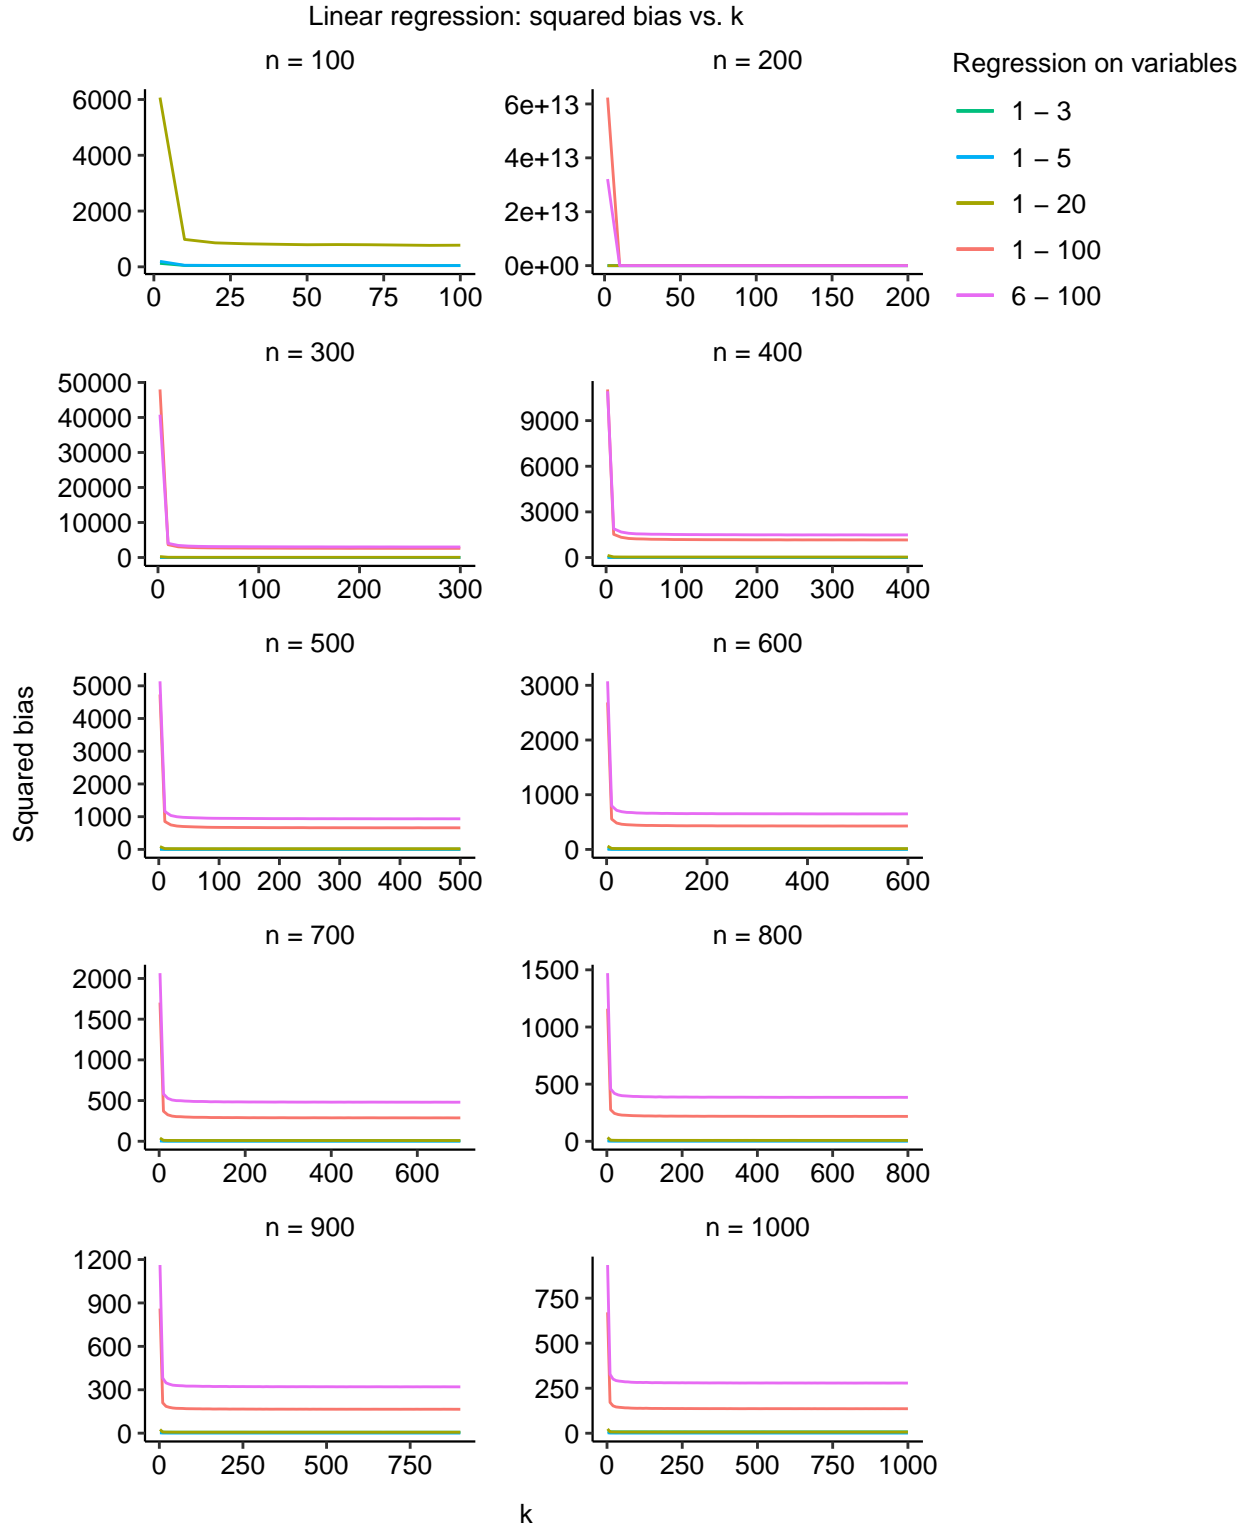 Linear regression: squared bias vs. k
n = 100
6000
4000
2000
0
0 25 50 75 100
n = 200
6e+13
4e+13
2e+13
0e+00
0 50 100 150 200
Regression on variables
1 − 3
1 − 5
1 − 20
1 − 100
6 − 100
n = 300
50000
40000
30000
20000
10000
0
0 100 200 300
n = 400
9000
6000
3000
0
0 100 200 300 400
n = 500
5000
4000
3000
2000
1000
0
0 100 200 300 400 500
n = 600
3000
2000
1000
0
0 200 400 600
n = 700
2000
1500
1000
500
0
0 200 400 600
n = 800
1500
1000
500
0
0 200 400 600 800
n = 900
1200
900
600
300
0
0 250 500 750
n = 1000
750
500
250
0
0 250 500 750 1000
Squared bias
k